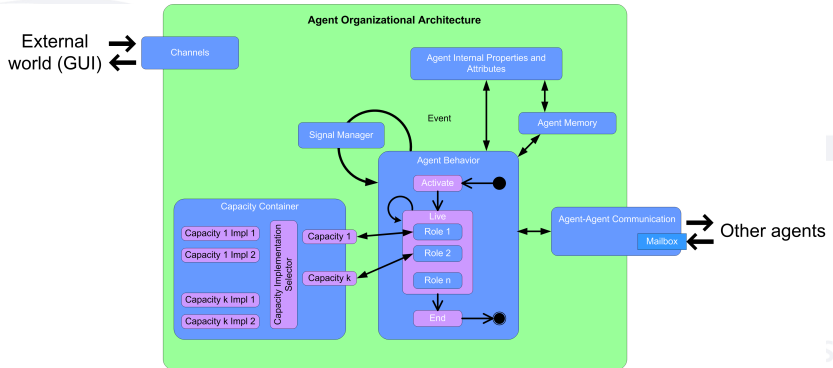 Agent Organizational Architecture
External
world (GUI)
Channels
Agent Internal Properties and
Attributes
Event
Signal Manager
Agent Memory
Agent Behavior
Activate
Capacity Container
Live
Capacity 1 Impl 1
Capacity 1 Impl 2
Capacity k Impl 1
Capacity k Impl 2
Capacity Implementation
Selector
Capacity 1
Capacity k
Role 1
Role 2
Role n
End
Agent-Agent Communication
Mailbox
Other agents